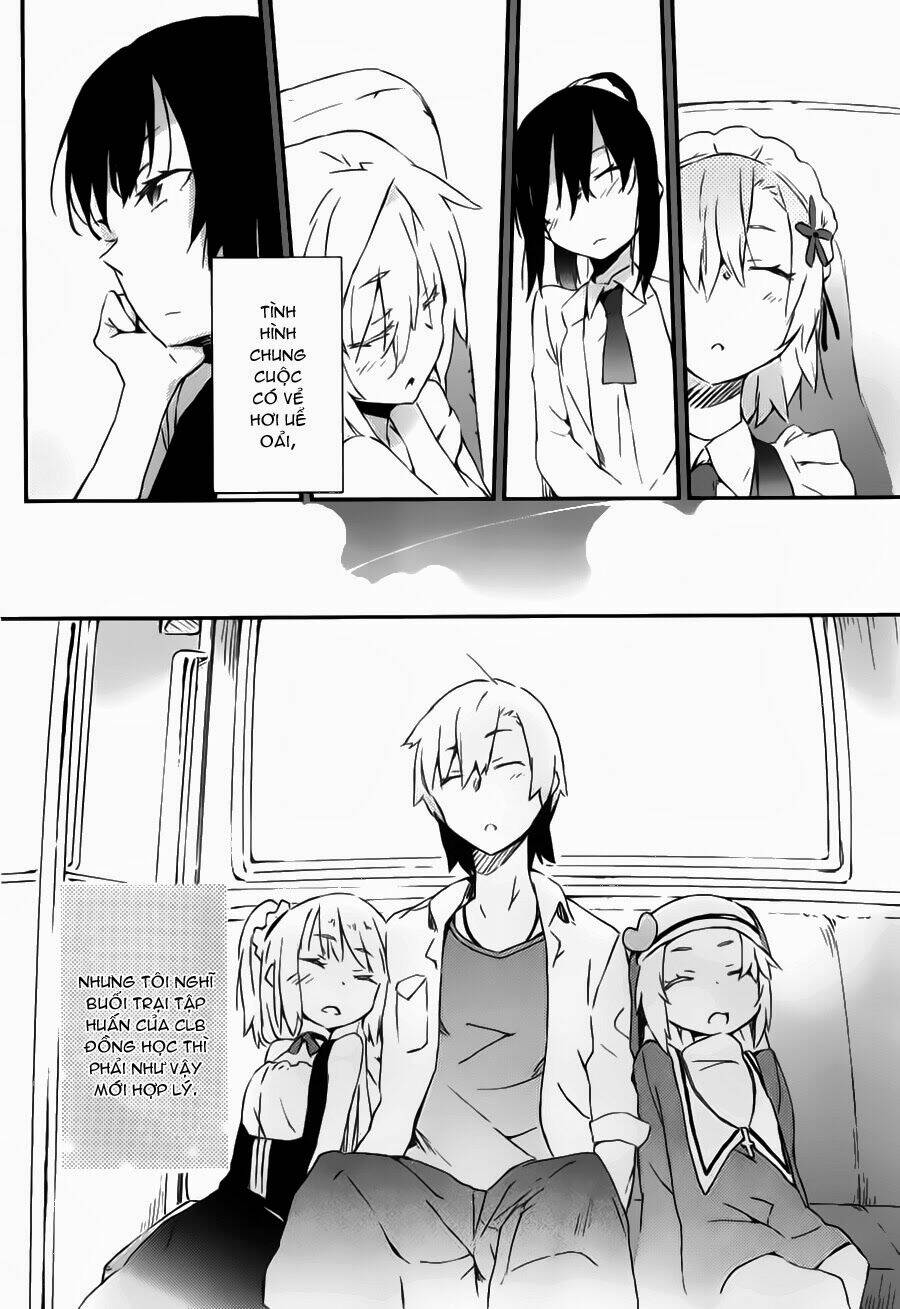 TÌNH
HÌNH
CHUNG
CUỘC
CÓ VẺ
HƠI UỂ
OẢI,
NHƯNG TÔI NGHĨ
BUỔI TRẠI TẬP
HUẤN CỦA CLB
ĐỒNG HỌC THÌ
PHẢI NHƯ VẬY
MỚI HỢP LÝ.